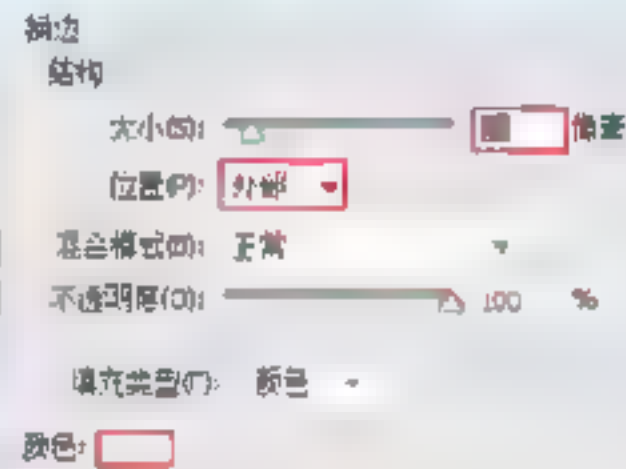 描边
结构
大小(S): 像素
位置(P): 外部
混合模式(B): 正常
不透明度(O): 100 %
填充类型(F): 颜色
颜色: